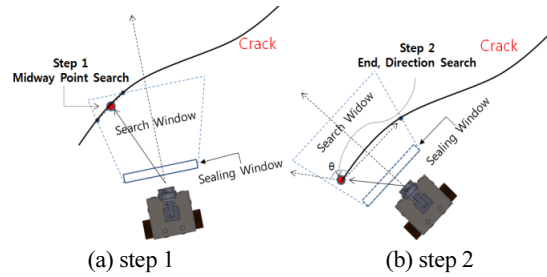 Step 1
Midway Point Search
Crack
Search Window
Sealing Window
(a) step 1
Step 2
End, Direction Search
Crack
Search Widow
Sealing Window
θ
(b) step 2